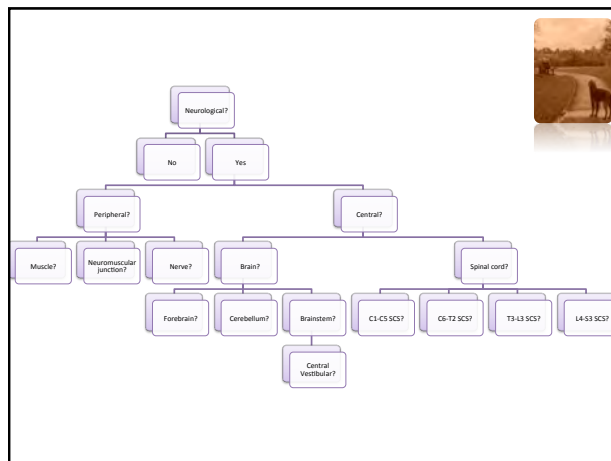 Neurological?
No
Yes
Peripheral?
Central?
Muscle?
Neuromuscular
junction?
Nerve?
Brain?
Spinal cord?
Forebrain?
Cerebellum?
Brainstem?
C1-C5 SCS?
C6-T2 SCS?
T3-L3 SCS?
L4-S3 SCS?
Central
Vestibular?